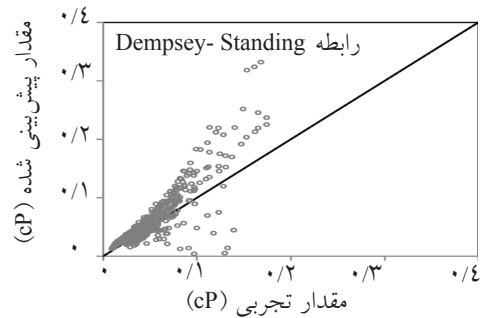 ۰/۴
۰/۳
۰/۲
۰/۱
۰
مقدار پیش‌بینی شده (cP)
رابطه Dempsey- Standing
۰ ۰/۱ ۰/۲ ۰/۳ ۰/۴
مقدار تجربی (cP)